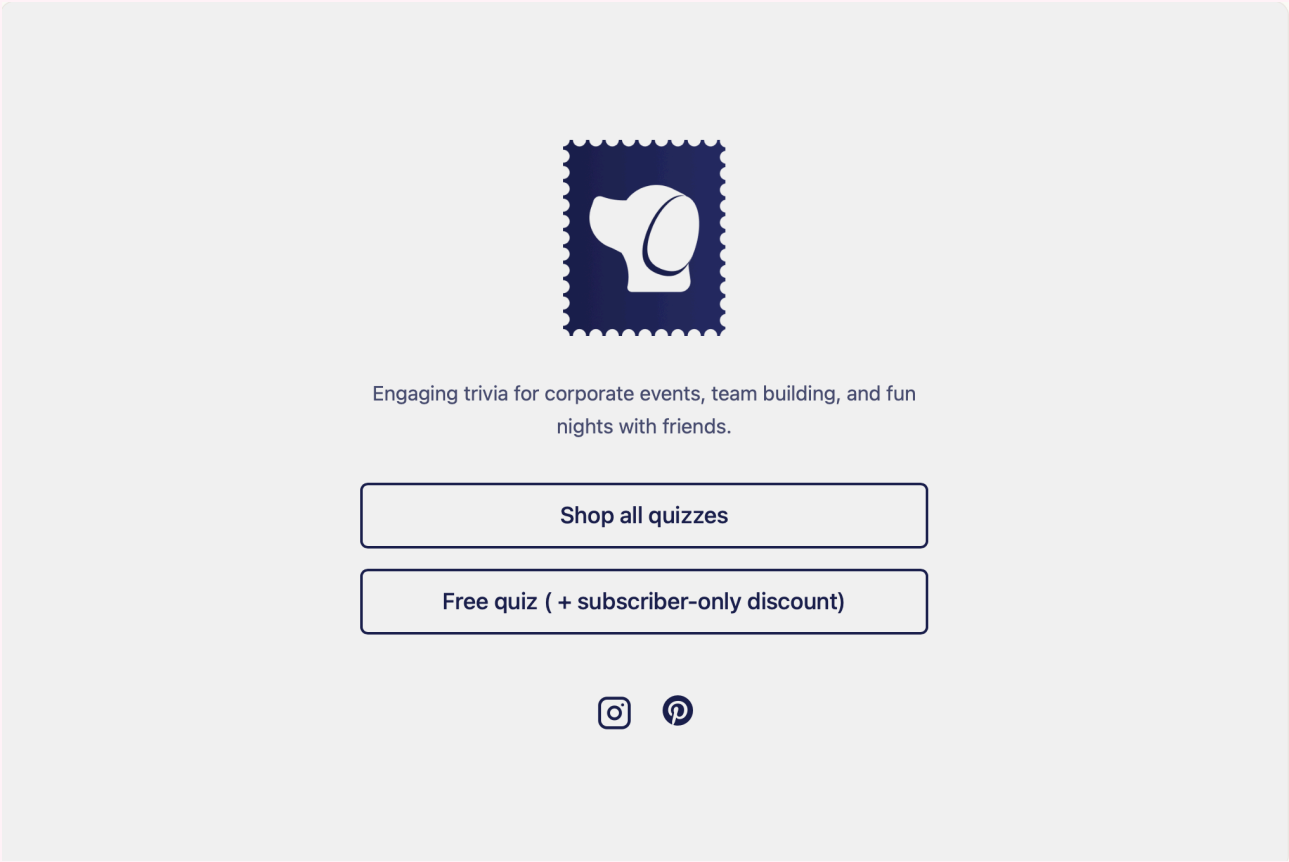 Engaging trivia for corporate events, team building, and fun
nights with friends.
Shop all quizzes
Free quiz ( + subscriber-only discount)